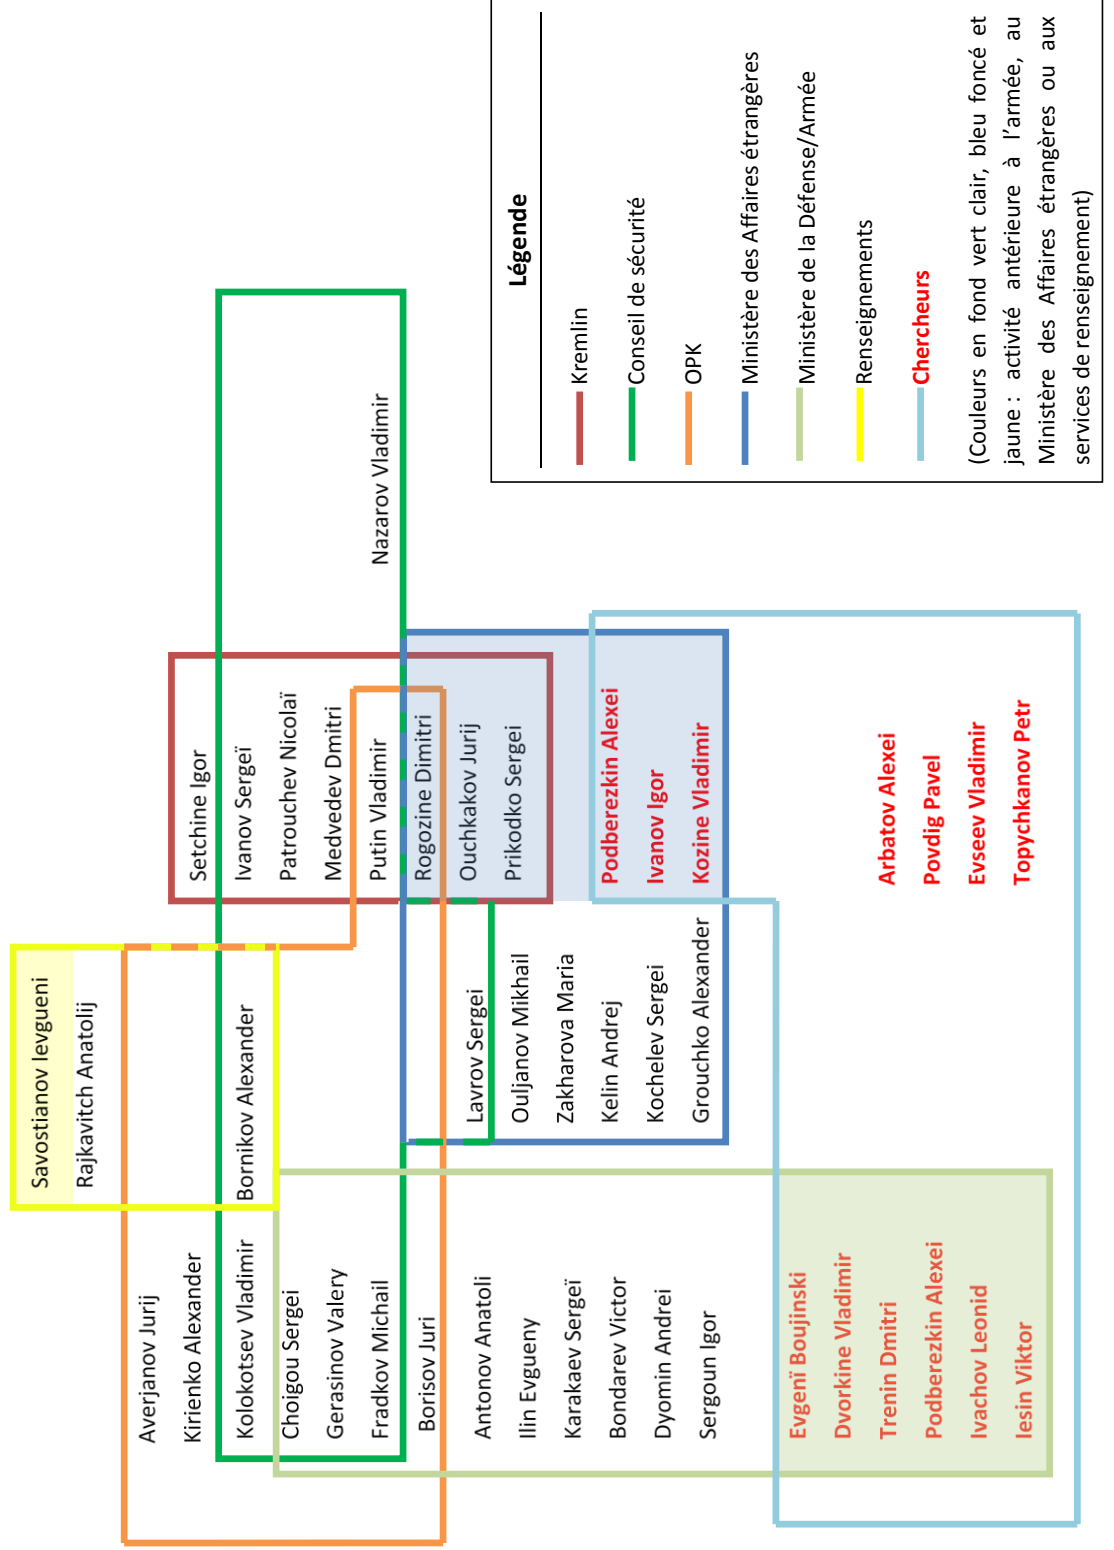 Savostianov Ievgueni
Rajkavitch Anatolij
Averjanov Jurij
Kirienko Alexander
Kolokotsev Vladimir
Bornikov Alexander
Choigou Sergei
Gerasinov Valery
Fradkov Michail
Borisov Juri
Antonov Anatoli
Ilin Evgueny
Karakaev Sergeï
Bondarev Victor
Dyomin Andrei
Sergoun Igor
Evgenï Boujinski
Dvorkine Vladimir
Trenin Dmitri
Podberezkin Alexei
Ivachov Leonid
Iesin Viktor
Lavrov Sergei
Ouljanov Mikhail
Zakharova Maria
Kelin Andrej
Kochelev Sergei
Grouchko Alexander
Setchine Igor
Ivanov Sergeï
Patrouchev Nicolaï
Medvedev Dmitri
Putin Vladimir
Rogozine Dimitri
Ouchkakov Jurij
Prikodko Sergei
Podberezkin Alexei
Ivanov Igor
Kozine Vladimir
Arbatov Alexei
Povdig Pavel
Evseev Vladimir
Topychkanov Petr
Nazarov Vladimir
Légende
Kremlin
Conseil de sécurité
OPK
Ministère des Affaires étrangères
Ministère de la Défense/Armée
Renseignements
Chercheurs
(Couleurs en fond vert clair, bleu foncé et
jaune : activité antérieure à l'armée, au
Ministère des Affaires étrangères ou aux
services de renseignement)